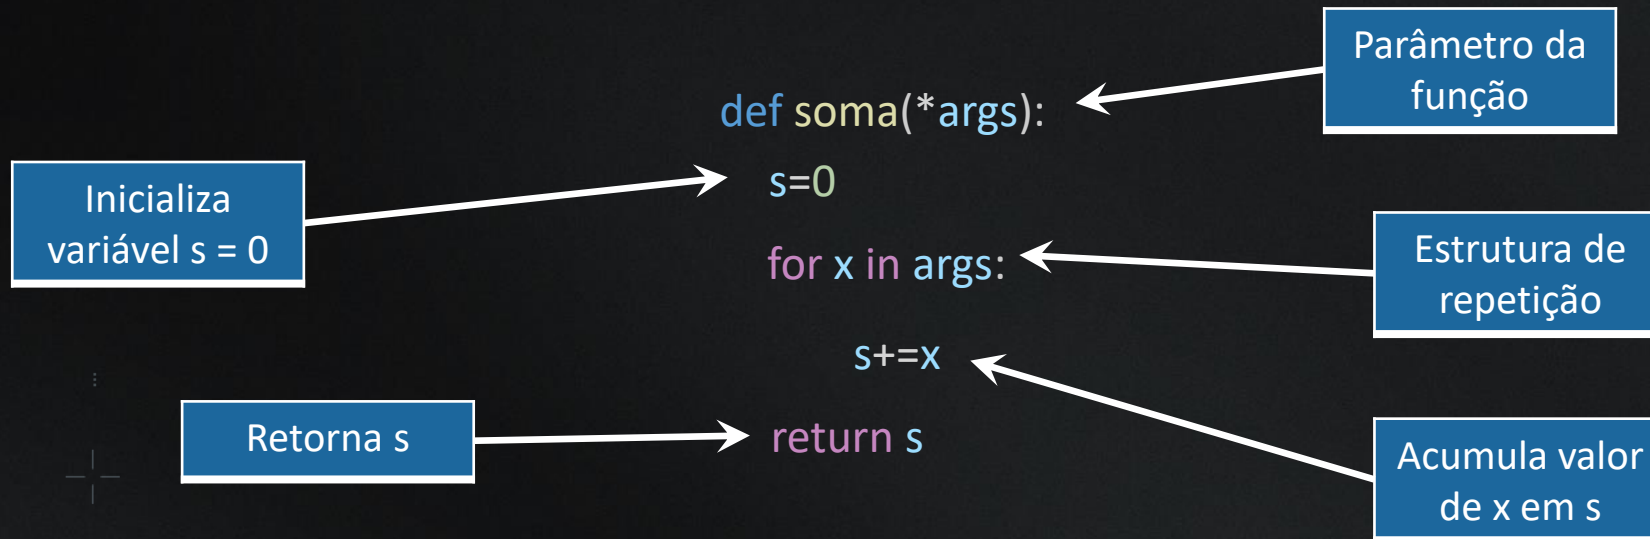 Parâmetro da
função
def soma(*args):
s=0
Inicializa
variável s = 0
for x in args:
Estrutura de
repetição
s+=x
Retorna s
return s
Acumula valor
de x em s